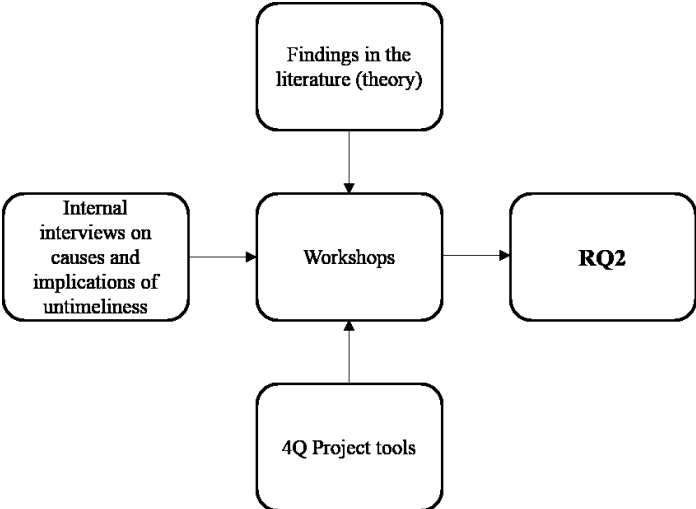 Findings in the
literature (theory)
Internal
interviews on
causes and
implications of
untimeliness
Workshops
RQ2
4Q Project tools